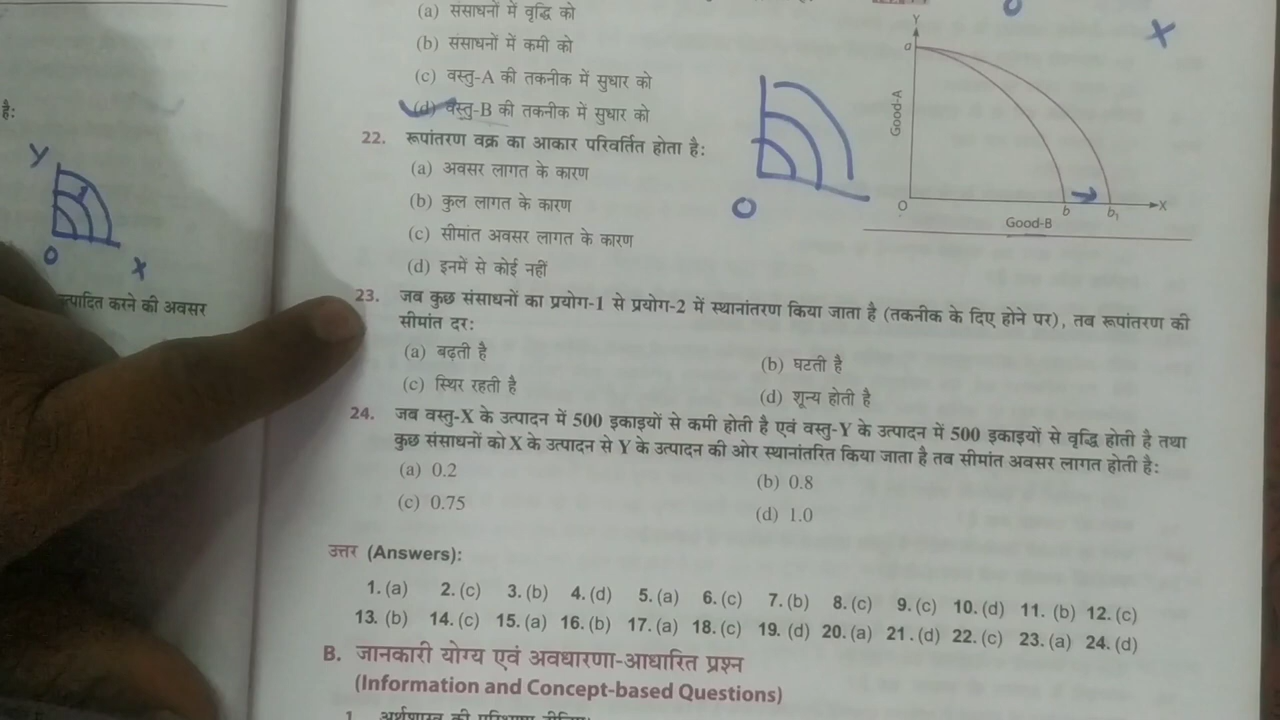 (a) संसाधनों में वृद्धि को
(b) संसाधनों में कमी को
(c) वस्तु-A की तकनीक में सुधार को
(d) वस्तु-B की तकनीक में सुधार को
Y
a
Good-A
O
b
b₁
X
Good-B
O
X
O
है:
Y
O
X
त्पादित करने की अवसर
22. रूपांतरण वक्र का आकार परिवर्तित होता है:
(a) अवसर लागत के कारण
(b) कुल लागत के कारण
(c) सीमांत अवसर लागत के कारण
(d) इनमें से कोई नहीं
23. जब कुछ संसाधनों का प्रयोग-1 से प्रयोग-2 में स्थानांतरण किया जाता है (तकनीक के दिए होने पर), तब रूपांतरण की
सीमांत दर:
(a) बढ़ती है (b) घटती है
(c) स्थिर रहती है (d) शून्य होती है
24. जब वस्तु-X के उत्पादन में 500 इकाइयों से कमी होती है एवं वस्तु-Y के उत्पादन में 500 इकाइयों से वृद्धि होती है तथा
कुछ संसाधनों को X के उत्पादन से Y के उत्पादन की ओर स्थानांतरित किया जाता है तब सीमांत अवसर लागत होती है:
(a) 0.2 (b) 0.8
(c) 0.75 (d) 1.0
उत्तर (Answers):
1. (a) 2. (c) 3. (b) 4. (d) 5. (a) 6. (c) 7. (b) 8. (c) 9. (c) 10. (d) 11. (b) 12. (c)
13. (b) 14. (c) 15. (a) 16. (b) 17. (a) 18. (c) 19. (d) 20. (a) 21. (d) 22. (c) 23. (a) 24. (d)
B. जानकारी योग्य एवं अवधारणा-आधारित प्रश्न
(Information and Concept-based Questions)
1. अर्थशास्त्र की परिभाषा दीजिए।